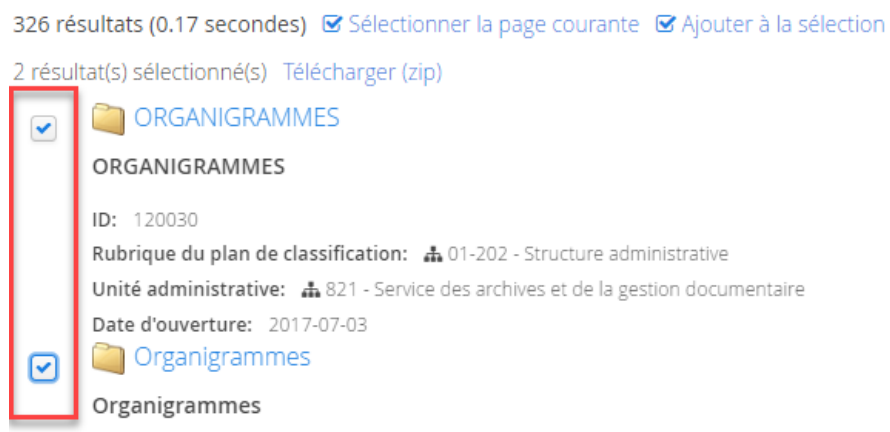 326 résultats (0.17 secondes) Sélectionner la page courante Ajouter à la sélection
2 résultat(s) sélectionné(s) Télécharger (zip)
ORGANIGRAMMES
ORGANIGRAMMES
ID: 120030
Rubrique du plan de classification: 01-202 - Structure administrative
Unité administrative: 821 - Service des archives et de la gestion documentaire
Date d'ouverture: 2017-07-03
Organigrammes
Organigrammes